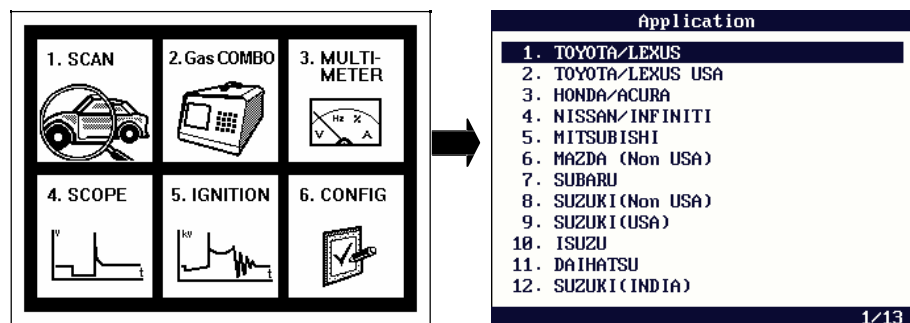 1. SCAN
2. Gas COMBO
3. MULTI-
METER
Hz %
V A
4. SCOPE
V
t
5. IGNITION
kv
t
6. CONFIG
Application
1. TOYOTA/LEXUS
2. TOYOTA/LEXUS USA
3. HONDA/ACURA
4. NISSAN/INFINITI
5. MITSUBISHI
6. MAZDA (Non USA)
7. SUBARU
8. SUZUKI(Non USA)
9. SUZUKI(USA)
10. ISUZU
11. DAIHATSU
12. SUZUKI(INDIA)
1/13